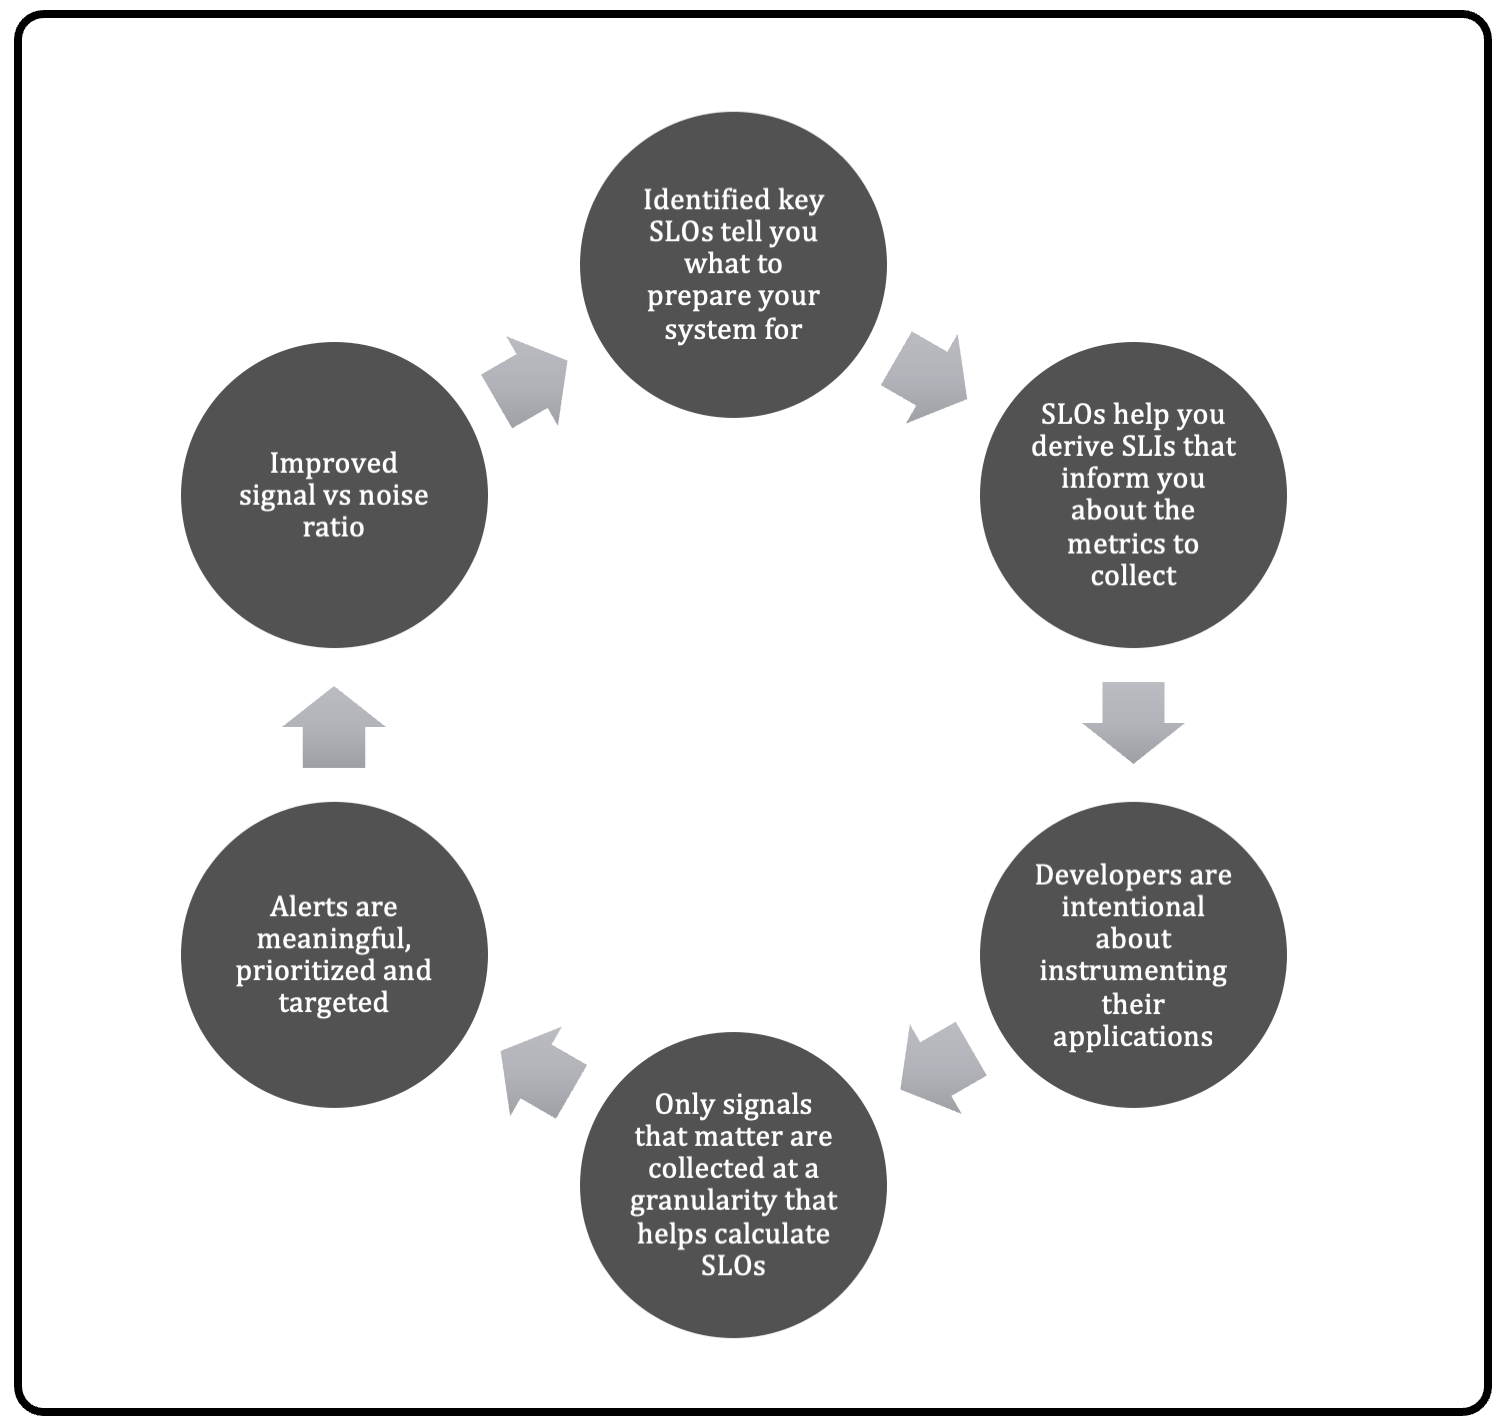 Identified key
SLOs tell you
what to
prepare your
system for
SLOs help you
derive SLIs that
inform you
about the
metrics to
collect
Developers are
intentional
about
instrumenting
their
applications
Only signals
that matter are
collected at a
granularity that
helps calculate
SLOs
Alerts are
meaningful,
prioritized and
targeted
Improved
signal vs noise
ratio